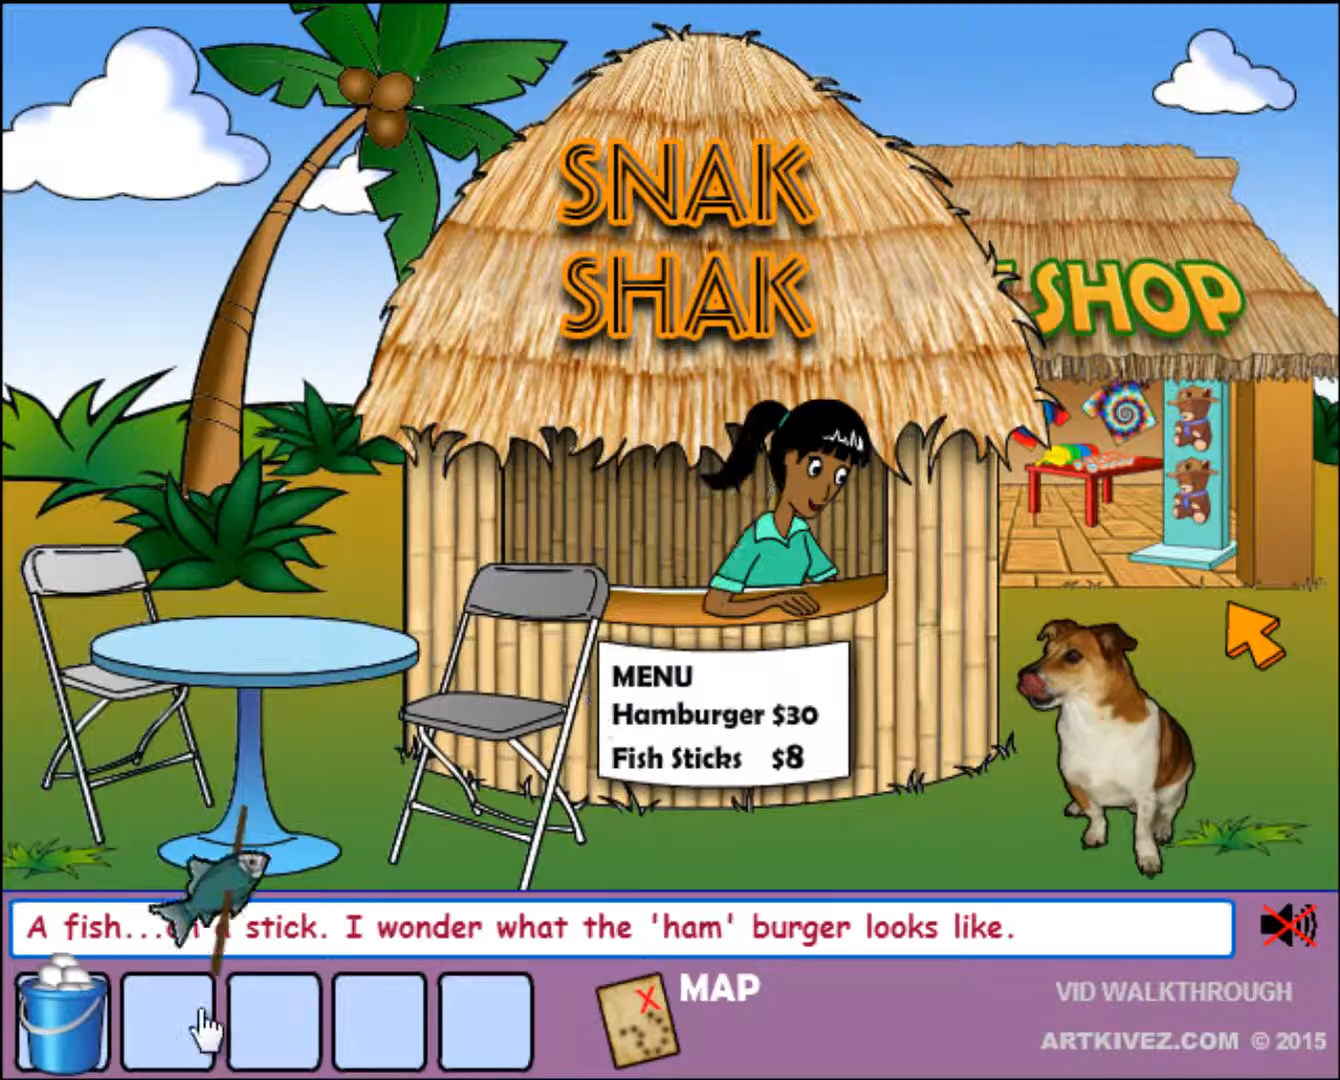 SNAK
SHAK
SHOP
MENU
Hamburger $30
Fish Sticks $8
A fish... stick. I wonder what the 'ham' burger looks like.
MAP
VID WALKTHROUGH
ARTKIVEZ.COM © 2015